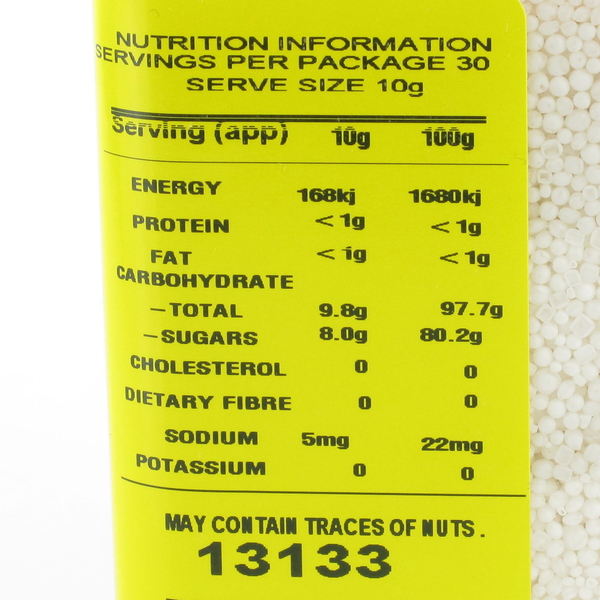 NUTRITION INFORMATION
SERVINGS PER PACKAGE 30
SERVE SIZE 10g
Serving (app) 10g 100g
ENERGY 168kj 1680kj
PROTEIN <1g <1g
FAT <1g <1g
CARBOHYDRATE
-TOTAL 9.8g 97.7g
-SUGARS 8.0g 80.2g
CHOLESTEROL 0 0
DIETARY FIBRE 0 0
SODIUM 5mg 22mg
POTASSIUM 0 0
MAY CONTAIN TRACES OF NUTS.
13133